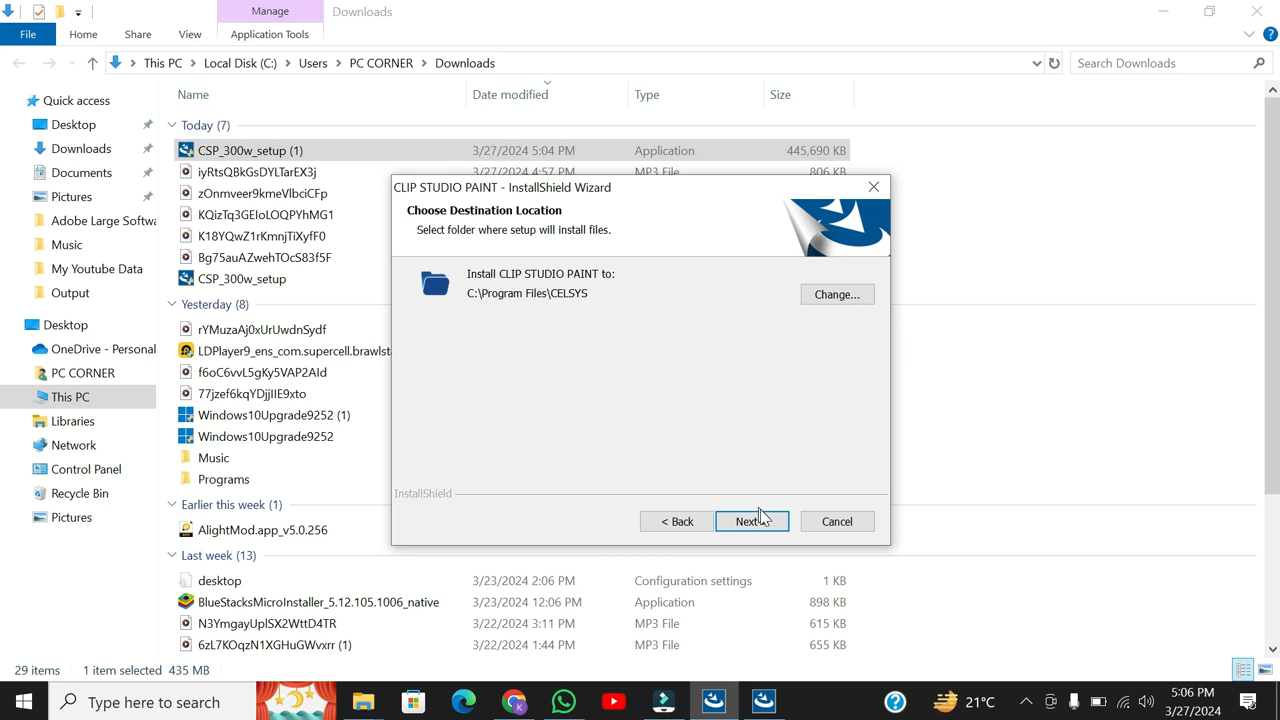 Manage
Downloads
File
Home
Share
View
Application Tools
This PC
Local Disk (C:)
Users
PC CORNER
Downloads
Search Downloads
Name
Date modified
Type
Size
Quick access
Desktop
Downloads
Documents
Pictures
Adobe Large Softwa
Music
My Youtube Data
Output
Desktop
OneDrive - Personal
PC CORNER
This PC
Libraries
Network
Control Panel
Recycle Bin
Pictures
Today (7)
CSP_300w_setup (1) 3/27/2024 5:04 PM Application 445,690 KB
iyRtsQBkGsDYLTarEX3j 3/27/2024 4:57 PM MP3 File 806 KB
zOnmveer9kmeVlbciCFp
KQizTq3GEIoLOQPYhMG1
K18YQwZ1rKmnjTiXyfF0
Bg75auAZwehTOcS83f5F
CSP_300w_setup
Yesterday (8)
rYMuzaAj0xUrUwdnSydf
LDPlayer9_ens_com.supercell.brawlst
f6oC6vvL5gKy5VAP2AId
77jzef6kqYDjjIIE9xto
Windows10Upgrade9252 (1)
Windows10Upgrade9252
Music
Programs
Earlier this week (1)
AlightMod.app_v5.0.256
Last week (13)
desktop 3/23/2024 2:06 PM Configuration settings 1 KB
BlueStacksMicroInstaller_5.12.105.1006_native 3/23/2024 12:06 PM Application 898 KB
N3YmgayUpISX2WttD4TR 3/22/2024 3:11 PM MP3 File 615 KB
6zL7KOqzN1XGHuGWvxrr (1) 3/22/2024 1:44 PM MP3 File 655 KB
CLIP STUDIO PAINT - InstallShield Wizard
Choose Destination Location
Select folder where setup will install files.
Install CLIP STUDIO PAINT to:
C:\Program Files\CELSYS
Change...
InstallShield
< Back
Next
Cancel
29 items
1 item selected 435 MB
Type here to search
21°C
5:06 PM
3/27/2024